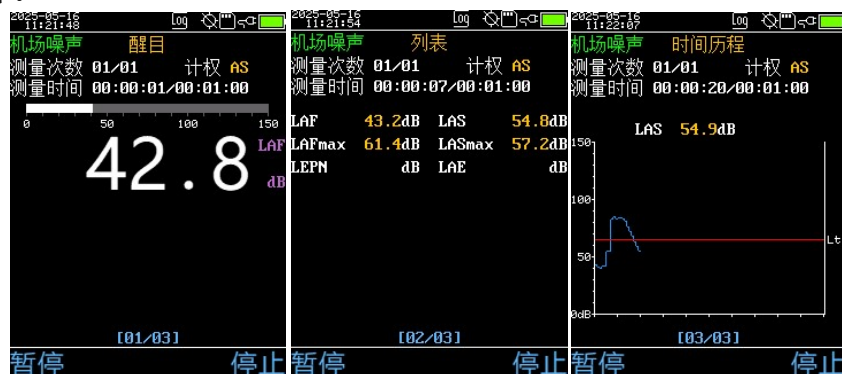 2025-05-16
11:21:48
Log
机场噪声 醒目
测量次数 01/01 计权 AS
测量时间 00:00:01/00:01:00
0 50 100 150
42.8
LAF
dB
[01/03]
暂停 停止
2025-05-16
11:21:54
Log
机场噪声 列表
测量次数 01/01 计权 AS
测量时间 00:00:07/00:01:00
LAF 43.2dB LAS 54.8dB
LAFmax 61.4dB LASmax 57.2dB
LEPN dB LAE dB
[02/03]
暂停 停止
2025-05-16
11:22:07
Log
机场噪声 时间历程
测量次数 01/01 计权 AS
测量时间 00:00:20/00:01:00
LAS 54.9dB
150
100
Lt
50
0dB
[03/03]
暂停 停止